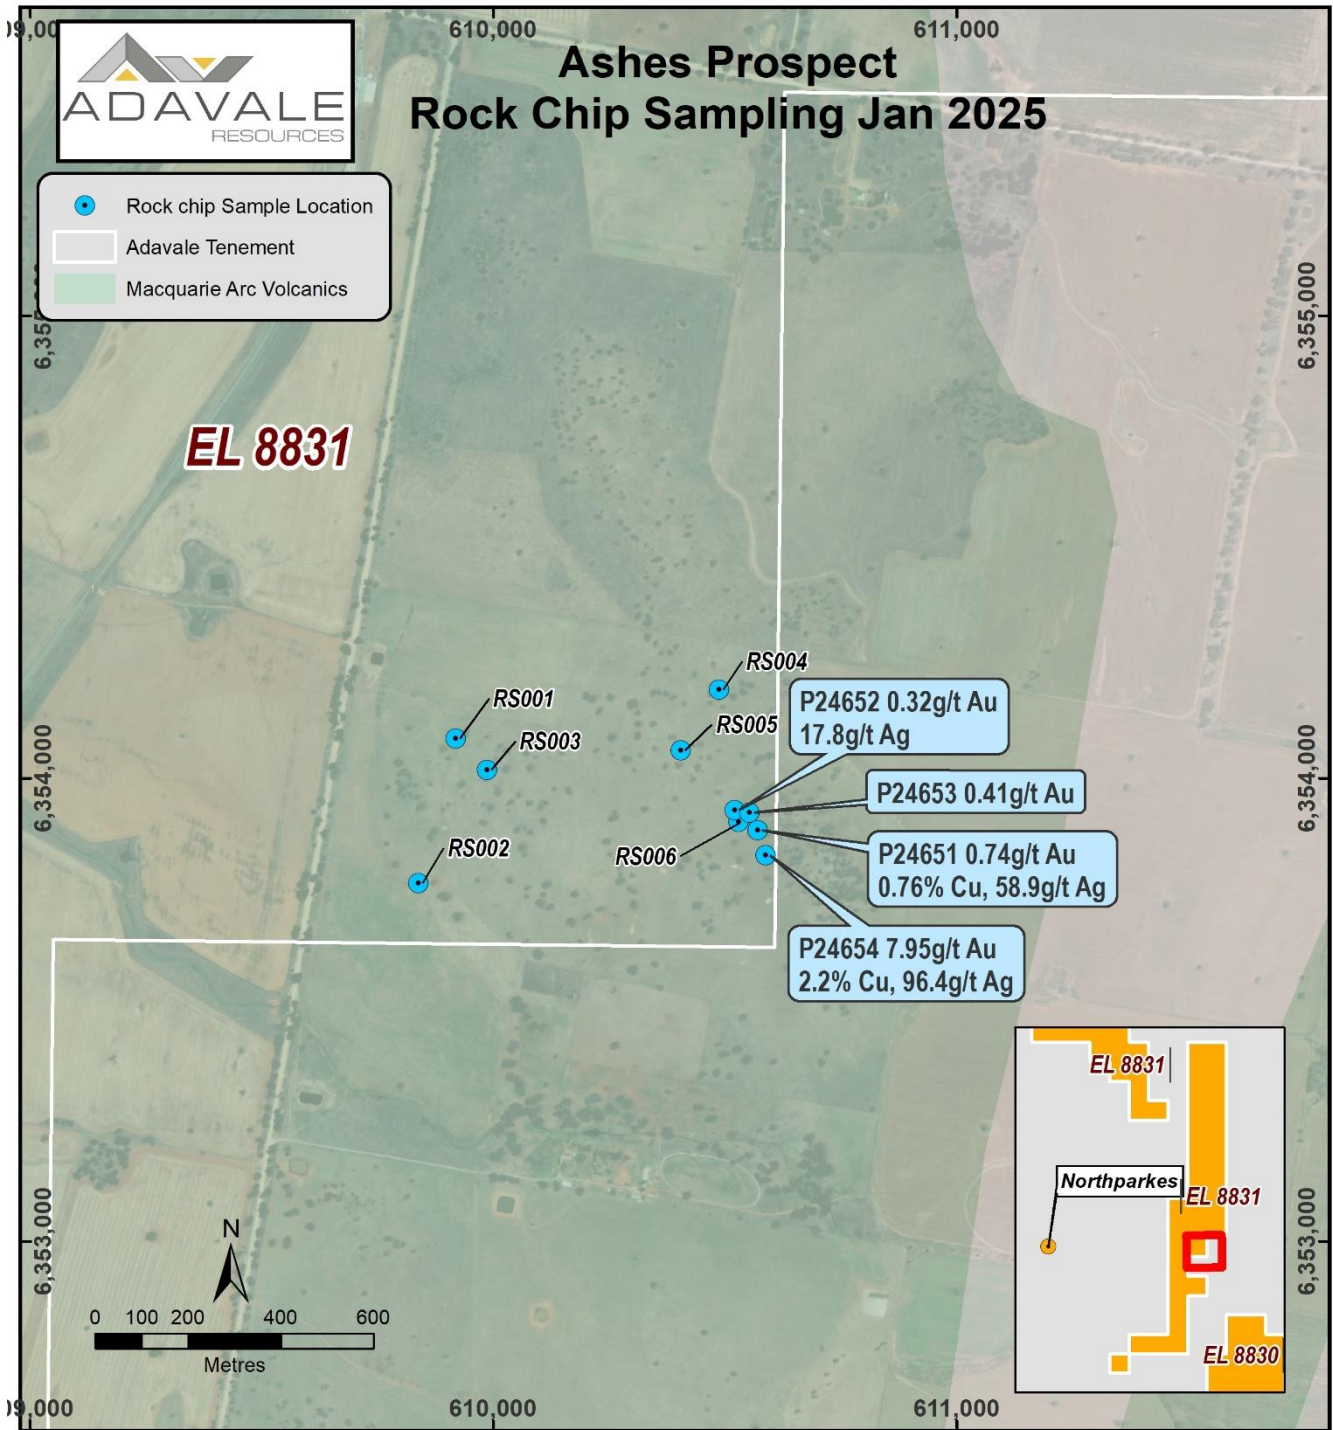 09,000
610,000
611,000
Ashes Prospect
Rock Chip Sampling Jan 2025
ADAVALE
RESOURCES
Rock chip Sample Location
Adavale Tenement
Macquarie Arc Volcanics
6,355,000
EL 8831
RS004
RS001
RS003
RS005
P24652 0.32g/t Au
17.8g/t Ag
P24653 0.41g/t Au
6,354,000
6,354,000
RS002
RS006
P24651 0.74g/t Au
0.76% Cu, 58.9g/t Ag
P24654 7.95g/t Au
2.2% Cu, 96.4g/t Ag
EL 8831
Northparkes
EL 8831
EL 8830
6,353,000
6,353,000
N
0 100 200 400 600
Metres
09,000
610,000
611,000